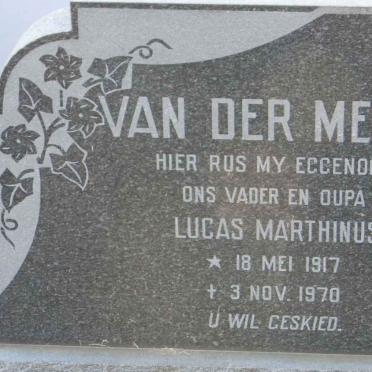 VAN DER ME
HIER RUS MY EGGENO
ONS VADER EN OUPA
LUCAS MARTHINUS
★ 18 MEI 1917
✝ 3 NOV. 1970
U WIL GESKIED.